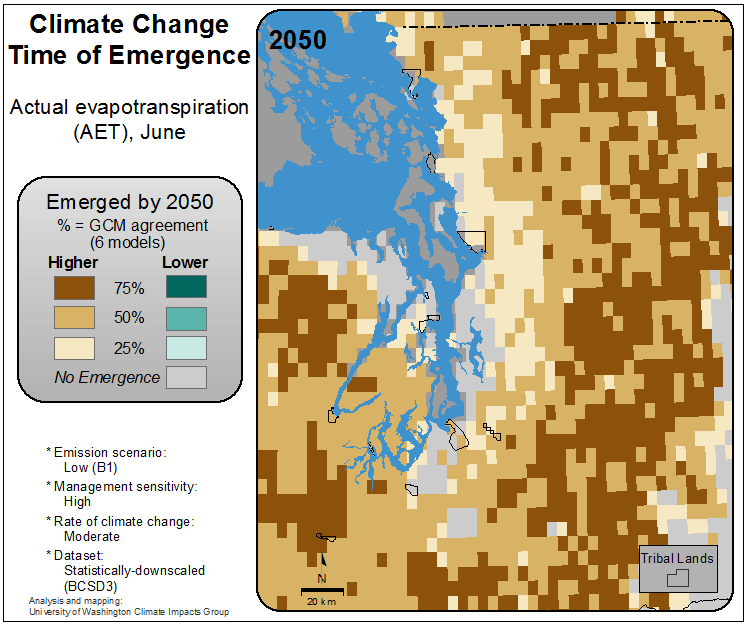 Climate Change
Time of Emergence
Actual evapotranspiration
(AET), June
Emerged by 2050
% = GCM agreement
(6 models)
Higher Lower
75%
50%
25%
No Emergence
* Emission scenario:
Low (B1)
* Management sensitivity:
High
* Rate of climate change:
Moderate
* Dataset:
Statistically-downscaled
(BCSD3)
Analysis and mapping:
University of Washington Climate Impacts Group
2050
N
20 km
Tribal Lands